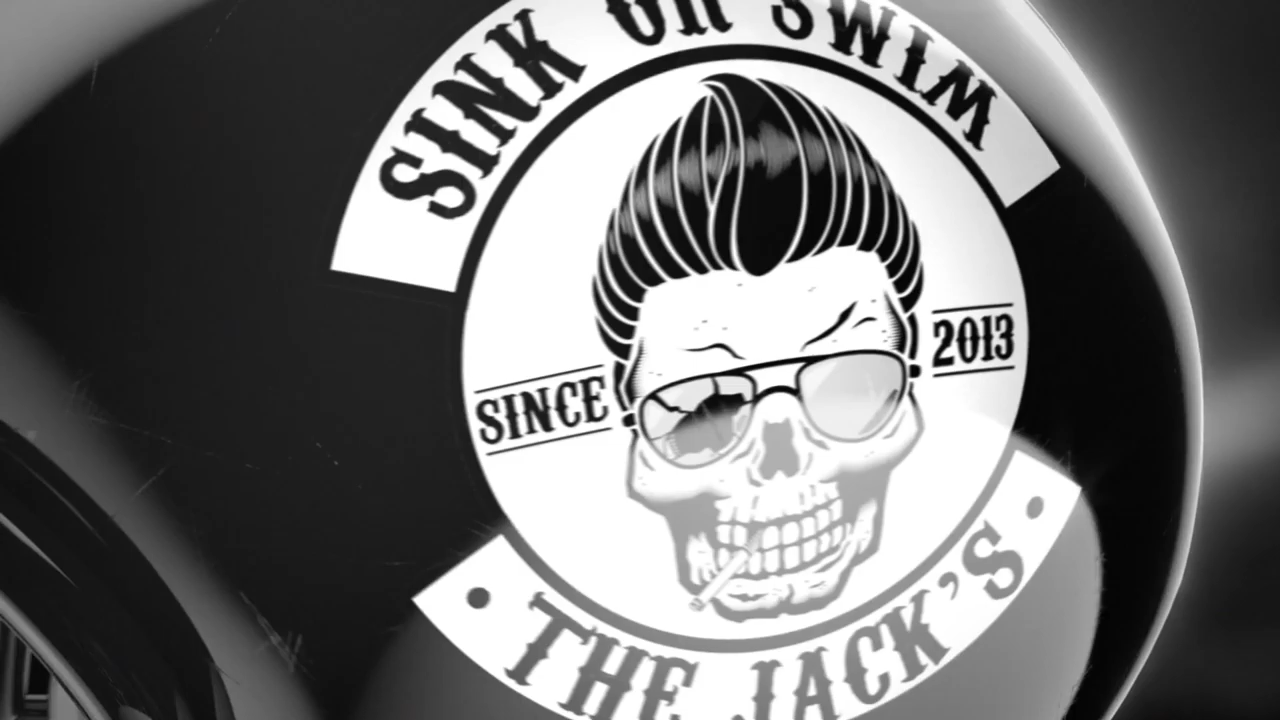 SINK OR SWIM
SINCE 2013
• THE JACK'S •